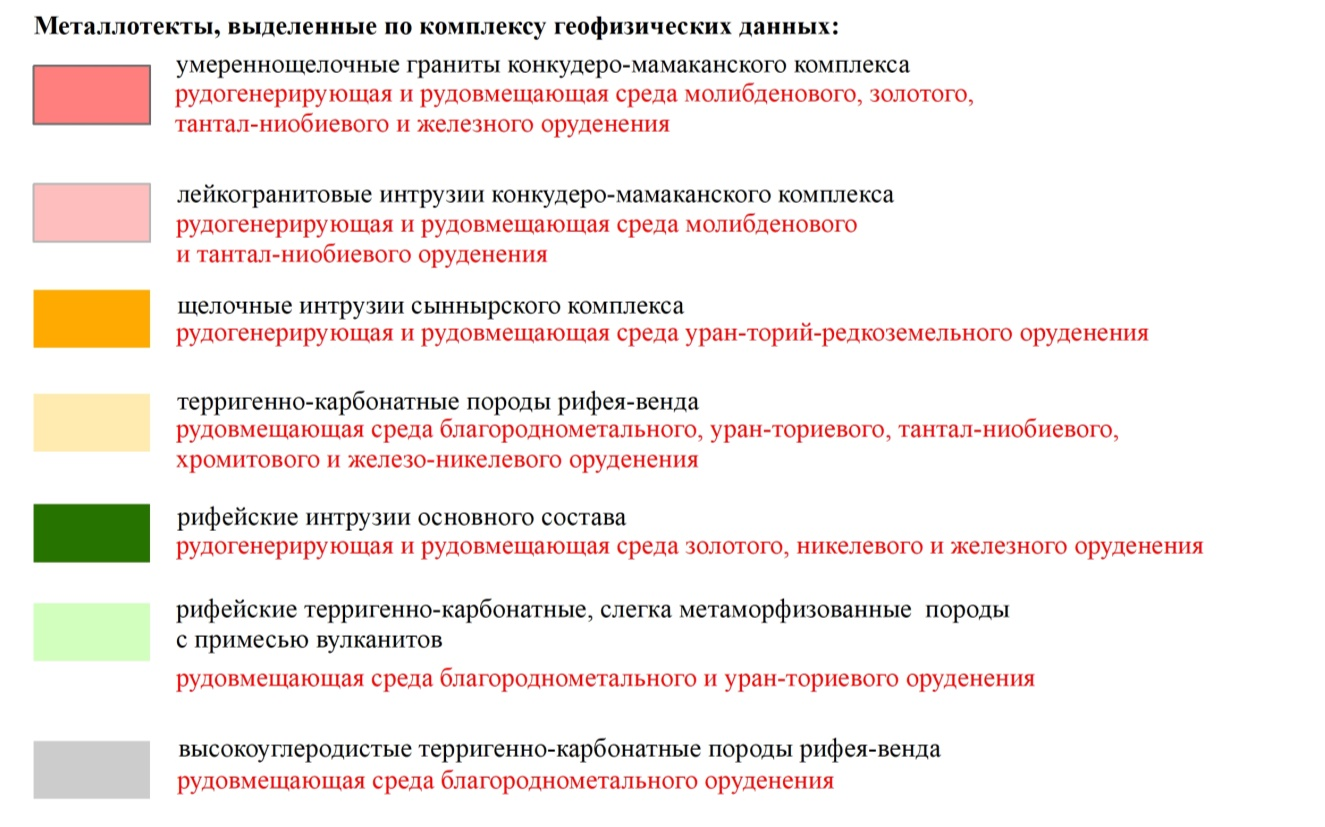 Металлотекты, выделенные по комплексу геофизических данных:
умереннощелочные граниты конкудеро-мамаканского комплекса
рудогенерирующая и рудовмещающая среда молибденового, золотого,
тантал-ниобиевого и железного оруденения
лейкогранитовые интрузии конкудеро-мамаканского комплекса
рудогенерирующая и рудовмещающая среда молибденового
и тантал-ниобиевого оруденения
щелочные интрузии сыннырского комплекса
рудогенерирующая и рудовмещающая среда уран-торий-редкоземельного оруденения
терригенно-карбонатные породы рифея-венда
рудовмещающая среда благороднометального, уран-ториевого, тантал-ниобиевого,
хромитового и железо-никелевого оруденения
рифейские интрузии основного состава
рудогенерирующая и рудовмещающая среда золотого, никелевого и железного оруденения
рифейские терригенно-карбонатные, слегка метаморфизованные породы
с примесью вулканитов
рудовмещающая среда благороднометального и уран-ториевого оруденения
высокоуглеродистые терригенно-карбонатные породы рифея-венда
рудовмещающая среда благороднометального оруденения